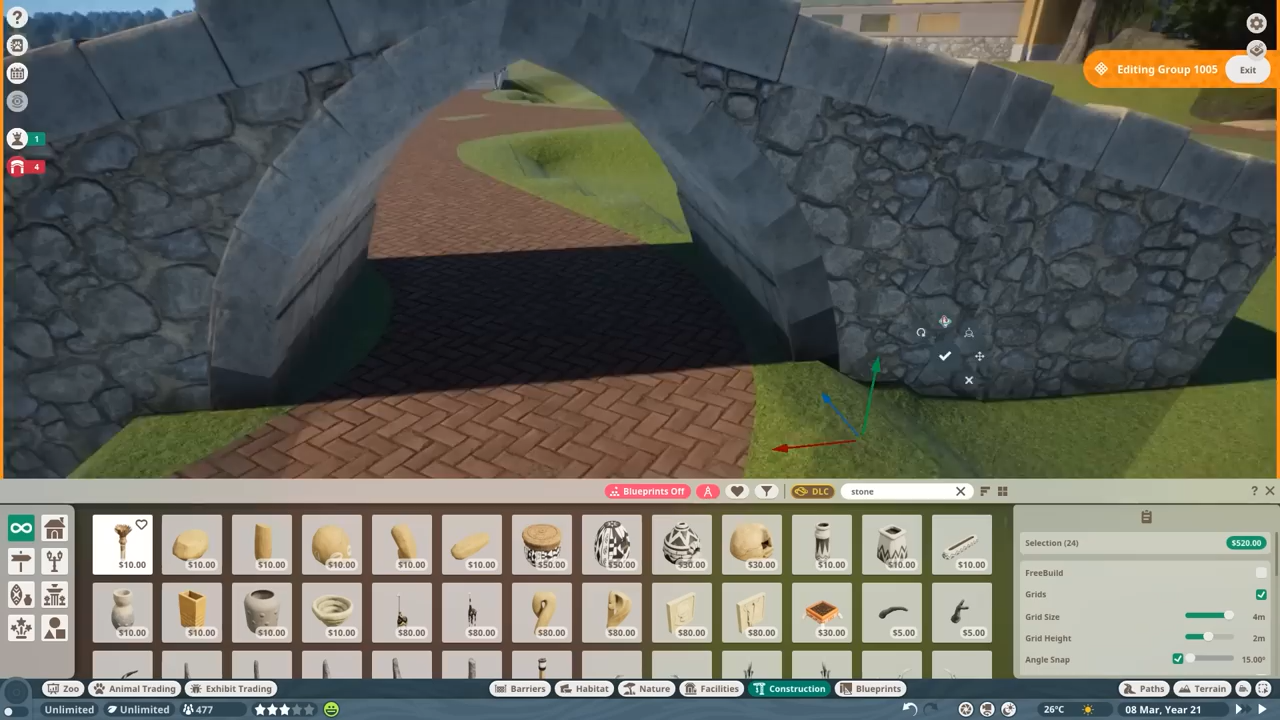 ?
Editing Group 1005 Exit
1
4
Blueprints Off DLC stone ? ×
$10.00 $10.00 $10.00 $10.00 $10.00 $10.00 $50.00 $50.00 $30.00 $30.00 $10.00 $10.00 $10.00
Selection (24) $520.00
FreeBuild
Grids
$10.00 $10.00 $10.00 $10.00 $80.00 $80.00 $80.00 $80.00 $80.00 $80.00 $30.00 $5.00 $5.00
Grid Size 4m
Grid Height 2m
Angle Snap 15.00°
Zoo Animal Trading Exhibit Trading Barriers Habitat Nature Facilities Construction Blueprints Paths Terrain
Unlimited Unlimited 477 26°C 08 Mar, Year 21